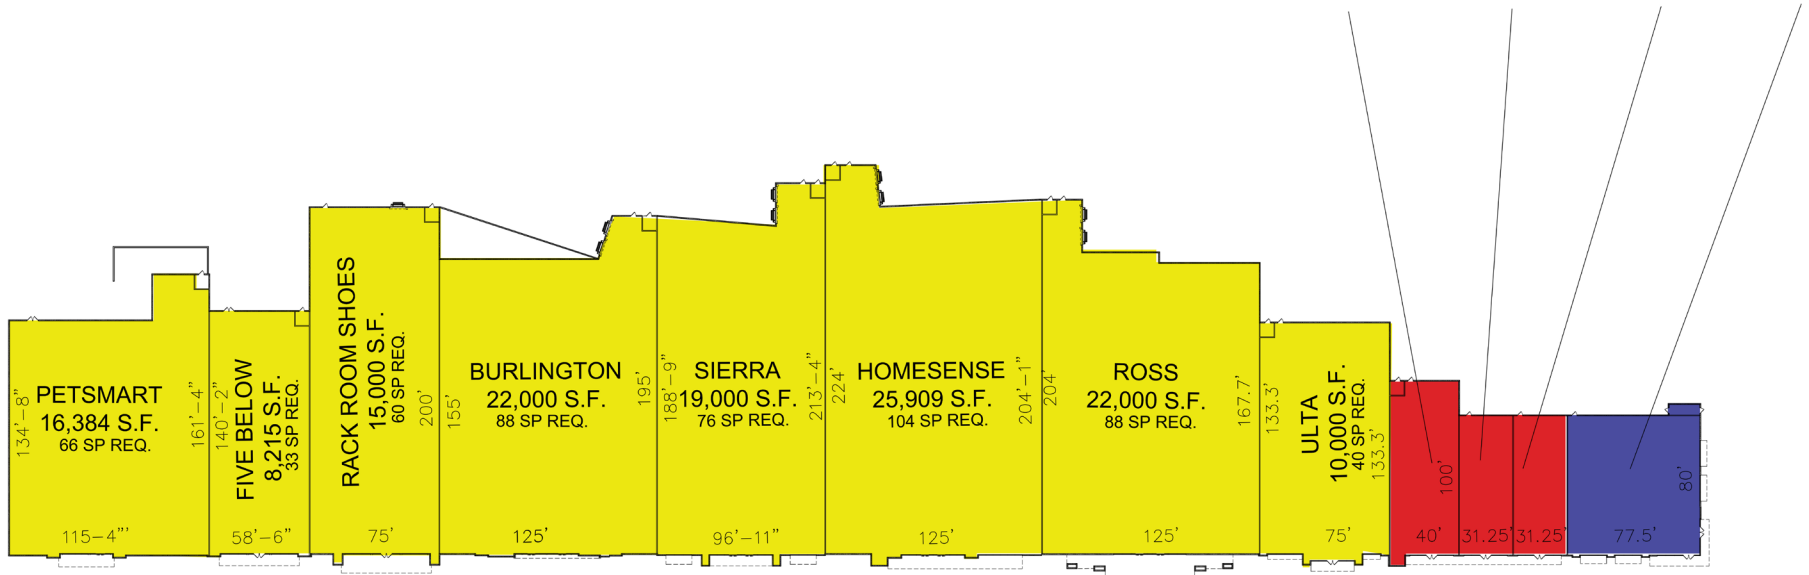 134'-8"
PETSMART
16,384 S.F.
66 SP REQ.
115-4"'
161'-4"
140'-2"
FIVE BELOW
8,215 S.F.
33 SP REQ.
58'-6"
RACK ROOM SHOES
15,000 S.F.
60 SP REQ.
200'
75'
155'
BURLINGTON
22,000 S.F.
88 SP REQ.
125'
195'
188'-9"
SIERRA
19,000 S.F.
76 SP REQ.
96'-11"
213'-4"
224'
HOMESENSE
25,909 S.F.
104 SP REQ.
125'
204'-1"
204'
ROSS
22,000 S.F.
88 SP REQ.
125'
167.7'
133.3'
ULTA
10,000 S.F.
40 SP REQ.
133.3'
75'
100'
40'
31.25'
31.25'
77.5'
80'